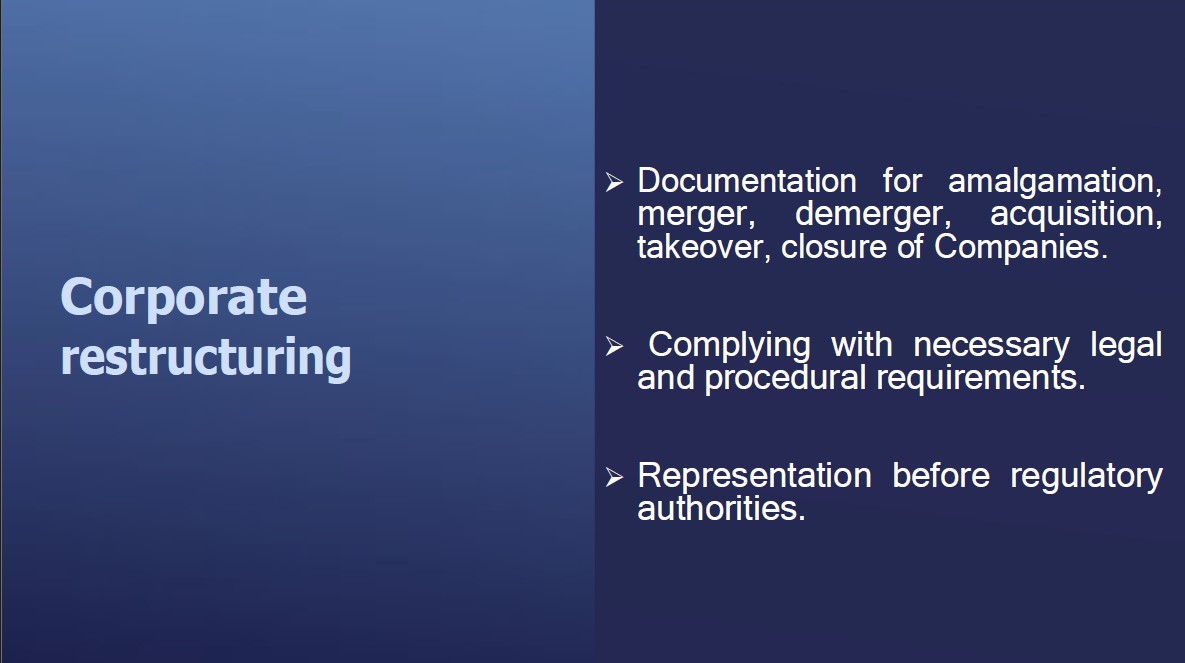 Corporate
restructuring
➢ Documentation for amalgamation,
merger, demerger, acquisition,
takeover, closure of Companies.
➢ Complying with necessary legal
and procedural requirements.
➢ Representation before regulatory
authorities.